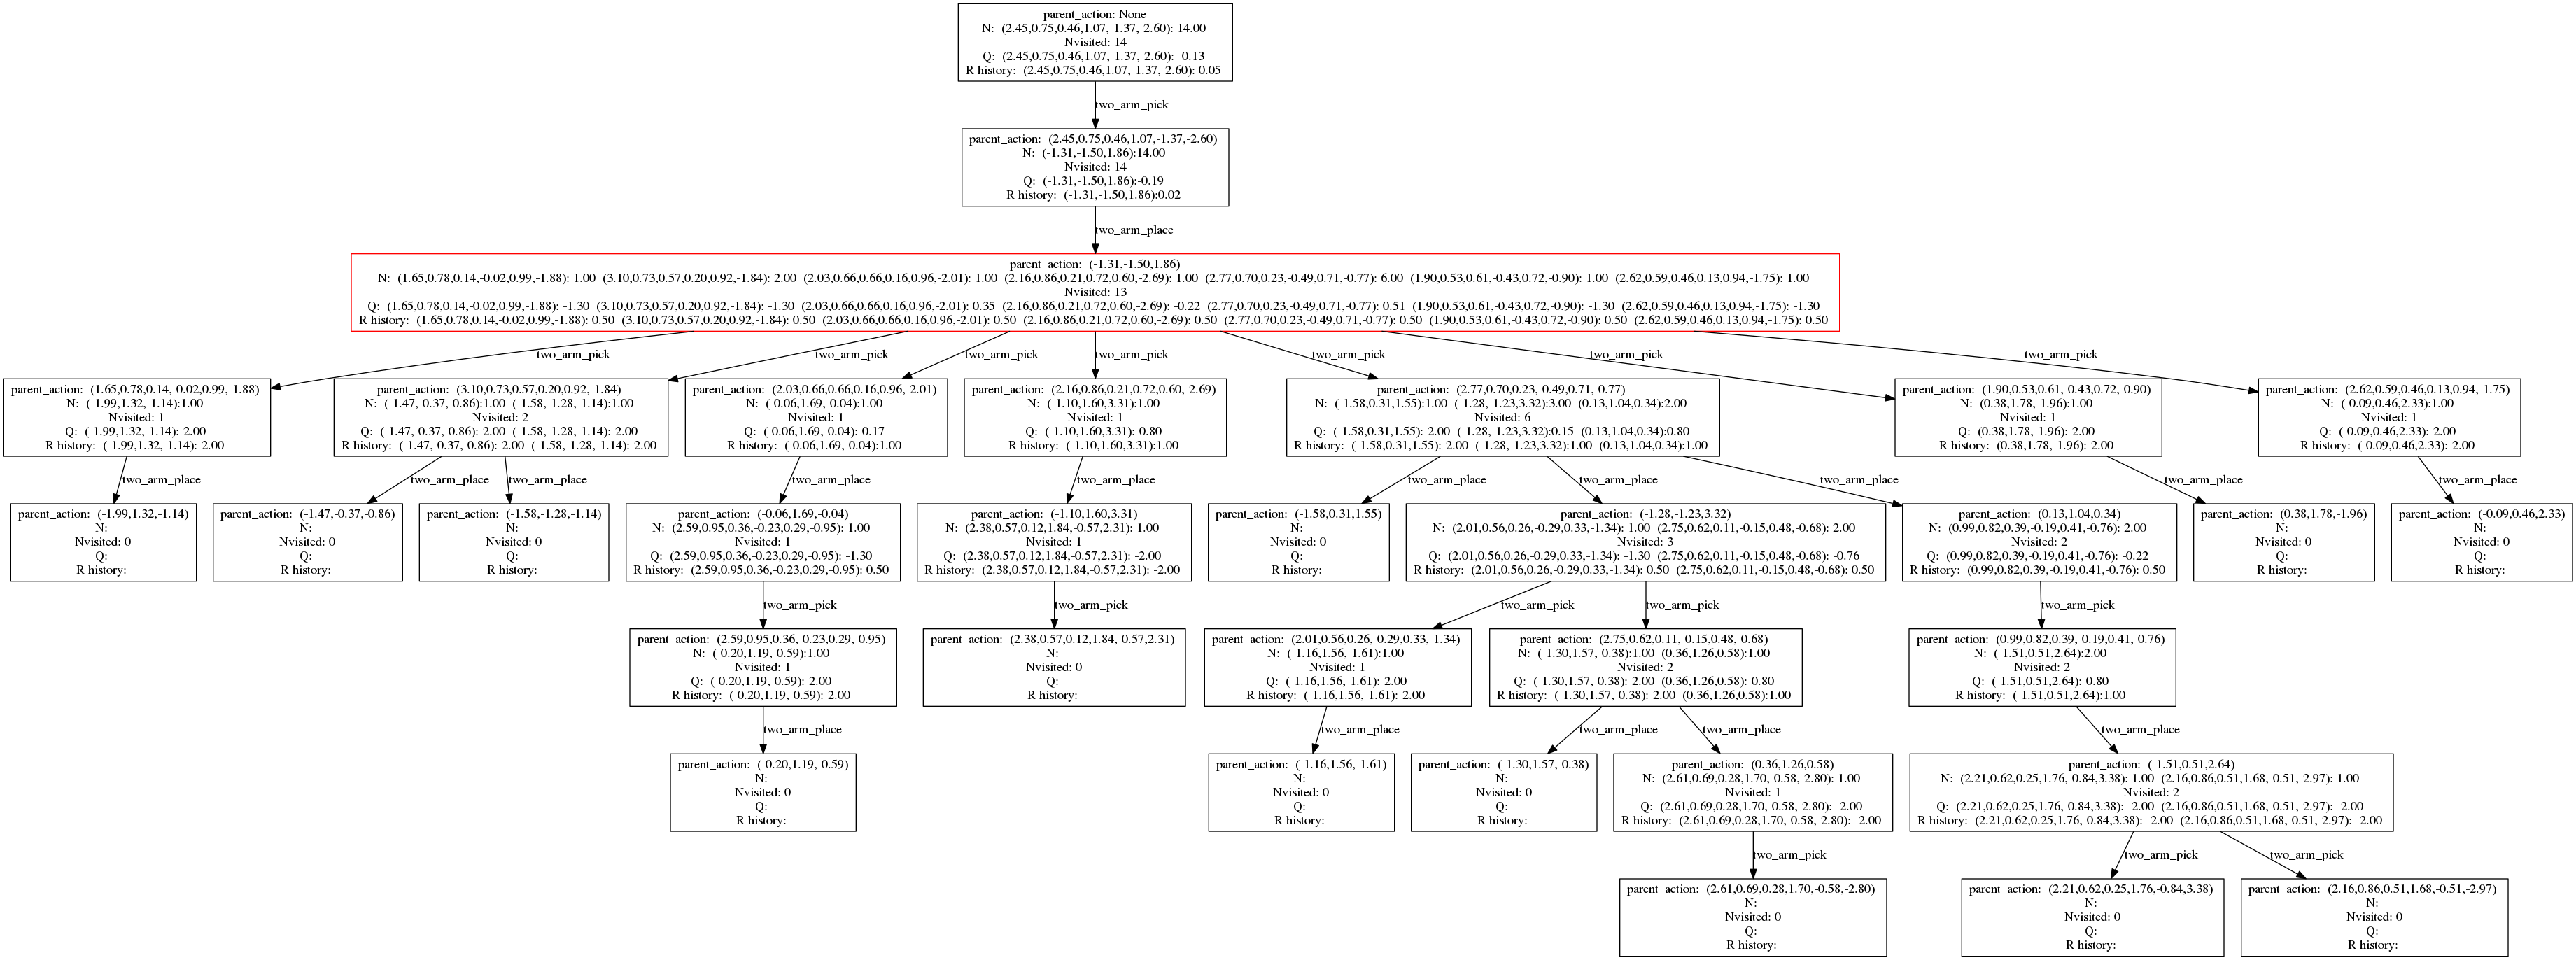 parent_action: None
N: (2.45,0.75,0.46,1.07,-1.37,-2.60): 14.00
Nvisited: 14
Q: (2.45,0.75,0.46,1.07,-1.37,-2.60): -0.13
R history: (2.45,0.75,0.46,1.07,-1.37,-2.60): 0.05
two_arm_pick
parent_action: (2.45,0.75,0.46,1.07,-1.37,-2.60)
N: (-1.31,-1.50,1.86):14.00
Nvisited: 14
Q: (-1.31,-1.50,1.86):-0.19
R history: (-1.31,-1.50,1.86):0.02
two_arm_place
parent_action: (-1.31,-1.50,1.86)
N: (1.65,0.78,0.14,-0.02,0.99,-1.88): 1.00 (3.10,0.73,0.57,0.20,0.92,-1.84): 2.00 (2.03,0.66,0.66,0.16,0.96,-2.01): 1.00 (2.16,0.86,0.21,0.72,0.60,-2.69): 1.00 (2.77,0.70,0.23,-0.49,0.71,-0.77): 6.00 (1.90,0.53,0.61,-0.43,0.72,-0.90): 1.00 (2.62,0.59,0.46,0.13,0.94,-1.75): 1.00
Nvisited: 13
Q: (1.65,0.78,0.14,-0.02,0.99,-1.88): -1.30 (3.10,0.73,0.57,0.20,0.92,-1.84): -1.30 (2.03,0.66,0.66,0.16,0.96,-2.01): 0.35 (2.16,0.86,0.21,0.72,0.60,-2.69): -0.22 (2.77,0.70,0.23,-0.49,0.71,-0.77): 0.51 (1.90,0.53,0.61,-0.43,0.72,-0.90): -1.30 (2.62,0.59,0.46,0.13,0.94,-1.75): -1.30
R history: (1.65,0.78,0.14,-0.02,0.99,-1.88): 0.50 (3.10,0.73,0.57,0.20,0.92,-1.84): 0.50 (2.03,0.66,0.66,0.16,0.96,-2.01): 0.50 (2.16,0.86,0.21,0.72,0.60,-2.69): 0.50 (2.77,0.70,0.23,-0.49,0.71,-0.77): 0.50 (1.90,0.53,0.61,-0.43,0.72,-0.90): 0.50 (2.62,0.59,0.46,0.13,0.94,-1.75): 0.50
two_arm_pick
two_arm_pick
two_arm_pick
two_arm_pick
two_arm_pick
two_arm_pick
two_arm_pick
parent_action: (1.65,0.78,0.14,-0.02,0.99,-1.88)
N: (-1.99,1.32,-1.14):1.00
Nvisited: 1
Q: (-1.99,1.32,-1.14):-2.00
R history: (-1.99,1.32,-1.14):-2.00
parent_action: (3.10,0.73,0.57,0.20,0.92,-1.84)
N: (-1.47,-0.37,-0.86):1.00 (-1.58,-1.28,-1.14):1.00
Nvisited: 2
Q: (-1.47,-0.37,-0.86):-2.00 (-1.58,-1.28,-1.14):-2.00
R history: (-1.47,-0.37,-0.86):-2.00 (-1.58,-1.28,-1.14):-2.00
parent_action: (2.03,0.66,0.66,0.16,0.96,-2.01)
N: (-0.06,1.69,-0.04):1.00
Nvisited: 1
Q: (-0.06,1.69,-0.04):-0.17
R history: (-0.06,1.69,-0.04):1.00
parent_action: (2.16,0.86,0.21,0.72,0.60,-2.69)
N: (-1.10,1.60,3.31):1.00
Nvisited: 1
Q: (-1.10,1.60,3.31):-0.80
R history: (-1.10,1.60,3.31):1.00
parent_action: (2.77,0.70,0.23,-0.49,0.71,-0.77)
N: (-1.58,0.31,1.55):1.00 (-1.28,-1.23,3.32):3.00 (0.13,1.04,0.34):2.00
Nvisited: 6
Q: (-1.58,0.31,1.55):-2.00 (-1.28,-1.23,3.32):0.15 (0.13,1.04,0.34):0.80
R history: (-1.58,0.31,1.55):-2.00 (-1.28,-1.23,3.32):1.00 (0.13,1.04,0.34):1.00
parent_action: (1.90,0.53,0.61,-0.43,0.72,-0.90)
N: (0.38,1.78,-1.96):1.00
Nvisited: 1
Q: (0.38,1.78,-1.96):-2.00
R history: (0.38,1.78,-1.96):-2.00
parent_action: (2.62,0.59,0.46,0.13,0.94,-1.75)
N: (-0.09,0.46,2.33):1.00
Nvisited: 1
Q: (-0.09,0.46,2.33):-2.00
R history: (-0.09,0.46,2.33):-2.00
two_arm_place
two_arm_place
two_arm_place
two_arm_place
two_arm_place
two_arm_place
two_arm_place
two_arm_place
two_arm_place
two_arm_place
parent_action: (-1.99,1.32,-1.14)
N:
Nvisited: 0
Q:
R history:
parent_action: (-1.47,-0.37,-0.86)
N:
Nvisited: 0
Q:
R history:
parent_action: (-1.58,-1.28,-1.14)
N:
Nvisited: 0
Q:
R history:
parent_action: (-0.06,1.69,-0.04)
N: (2.59,0.95,0.36,-0.23,0.29,-0.95): 1.00
Nvisited: 1
Q: (2.59,0.95,0.36,-0.23,0.29,-0.95): -1.30
R history: (2.59,0.95,0.36,-0.23,0.29,-0.95): 0.50
parent_action: (-1.10,1.60,3.31)
N: (2.38,0.57,0.12,1.84,-0.57,2.31): 1.00
Nvisited: 1
Q: (2.38,0.57,0.12,1.84,-0.57,2.31): -2.00
R history: (2.38,0.57,0.12,1.84,-0.57,2.31): -2.00
parent_action: (-1.58,0.31,1.55)
N:
Nvisited: 0
Q:
R history:
parent_action: (-1.28,-1.23,3.32)
N: (2.01,0.56,0.26,-0.29,0.33,-1.34): 1.00 (2.75,0.62,0.11,-0.15,0.48,-0.68): 2.00
Nvisited: 3
Q: (2.01,0.56,0.26,-0.29,0.33,-1.34): -1.30 (2.75,0.62,0.11,-0.15,0.48,-0.68): -0.76
R history: (2.01,0.56,0.26,-0.29,0.33,-1.34): 0.50 (2.75,0.62,0.11,-0.15,0.48,-0.68): 0.50
parent_action: (0.13,1.04,0.34)
N: (0.99,0.82,0.39,-0.19,0.41,-0.76): 2.00
Nvisited: 2
Q: (0.99,0.82,0.39,-0.19,0.41,-0.76): -0.22
R history: (0.99,0.82,0.39,-0.19,0.41,-0.76): 0.50
parent_action: (0.38,1.78,-1.96)
N:
Nvisited: 0
Q:
R history:
parent_action: (-0.09,0.46,2.33)
N:
Nvisited: 0
Q:
R history:
two_arm_pick
two_arm_pick
two_arm_pick
two_arm_pick
two_arm_pick
parent_action: (2.59,0.95,0.36,-0.23,0.29,-0.95)
N: (-0.20,1.19,-0.59):1.00
Nvisited: 1
Q: (-0.20,1.19,-0.59):-2.00
R history: (-0.20,1.19,-0.59):-2.00
parent_action: (2.38,0.57,0.12,1.84,-0.57,2.31)
N:
Nvisited: 0
Q:
R history:
parent_action: (2.01,0.56,0.26,-0.29,0.33,-1.34)
N: (-1.16,1.56,-1.61):1.00
Nvisited: 1
Q: (-1.16,1.56,-1.61):-2.00
R history: (-1.16,1.56,-1.61):-2.00
parent_action: (2.75,0.62,0.11,-0.15,0.48,-0.68)
N: (-1.30,1.57,-0.38):1.00 (0.36,1.26,0.58):1.00
Nvisited: 2
Q: (-1.30,1.57,-0.38):-2.00 (0.36,1.26,0.58):-0.80
R history: (-1.30,1.57,-0.38):-2.00 (0.36,1.26,0.58):1.00
parent_action: (0.99,0.82,0.39,-0.19,0.41,-0.76)
N: (-1.51,0.51,2.64):2.00
Nvisited: 2
Q: (-1.51,0.51,2.64):-0.80
R history: (-1.51,0.51,2.64):1.00
two_arm_place
two_arm_place
two_arm_place
two_arm_place
two_arm_place
parent_action: (-0.20,1.19,-0.59)
N:
Nvisited: 0
Q:
R history:
parent_action: (-1.16,1.56,-1.61)
N:
Nvisited: 0
Q:
R history:
parent_action: (-1.30,1.57,-0.38)
N:
Nvisited: 0
Q:
R history:
parent_action: (0.36,1.26,0.58)
N: (2.61,0.69,0.28,1.70,-0.58,-2.80): 1.00
Nvisited: 1
Q: (2.61,0.69,0.28,1.70,-0.58,-2.80): -2.00
R history: (2.61,0.69,0.28,1.70,-0.58,-2.80): -2.00
parent_action: (-1.51,0.51,2.64)
N: (2.21,0.62,0.25,1.76,-0.84,3.38): 1.00 (2.16,0.86,0.51,1.68,-0.51,-2.97): 1.00
Nvisited: 2
Q: (2.21,0.62,0.25,1.76,-0.84,3.38): -2.00 (2.16,0.86,0.51,1.68,-0.51,-2.97): -2.00
R history: (2.21,0.62,0.25,1.76,-0.84,3.38): -2.00 (2.16,0.86,0.51,1.68,-0.51,-2.97): -2.00
two_arm_pick
two_arm_pick
two_arm_pick
parent_action: (2.61,0.69,0.28,1.70,-0.58,-2.80)
N:
Nvisited: 0
Q:
R history:
parent_action: (2.21,0.62,0.25,1.76,-0.84,3.38)
N:
Nvisited: 0
Q:
R history:
parent_action: (2.16,0.86,0.51,1.68,-0.51,-2.97)
N:
Nvisited: 0
Q:
R history: